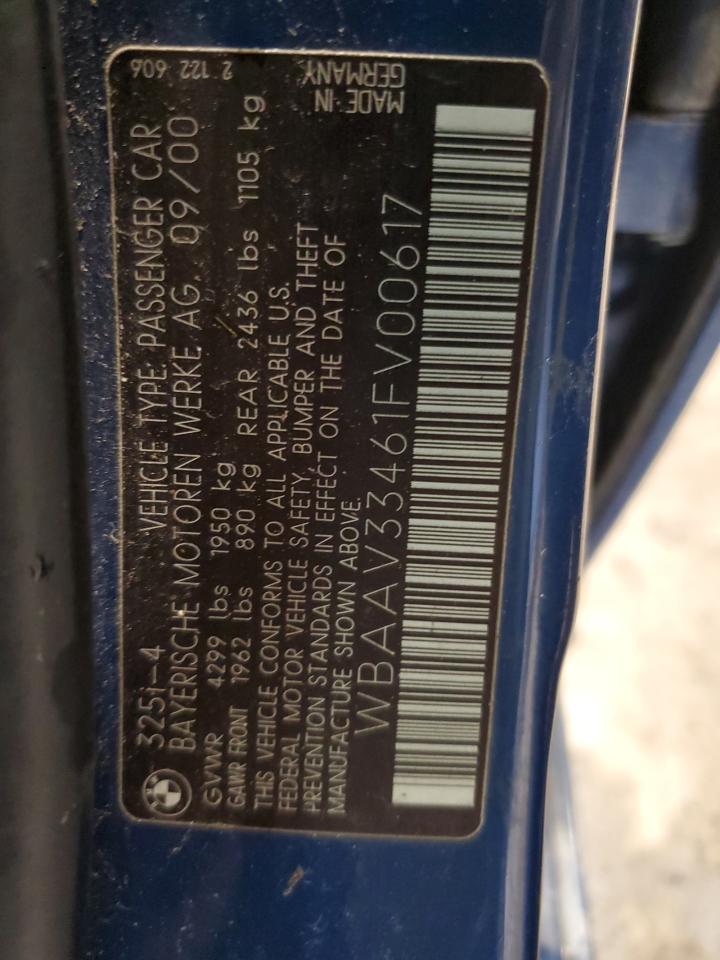 325i-4 VEHICLE TYPE: PASSENGER CAR 2 122 606
BAYERISCHE MOTOREN WERKE AG. 09/00
GVWR 4299 lbs 1950 kg
GAWR FRONT 1962 lbs 890 kg REAR 2436 lbs 1105 kg
THIS VEHICLE CONFORMS TO ALL APPLICABLE U.S.
FEDERAL MOTOR VEHICLE SAFETY, BUMPER AND THEFT
PREVENTION STANDARDS IN EFFECT ON THE DATE OF
MANUFACTURE SHOWN ABOVE.
MADE IN
GERMANY
WBAAV33461FV00617